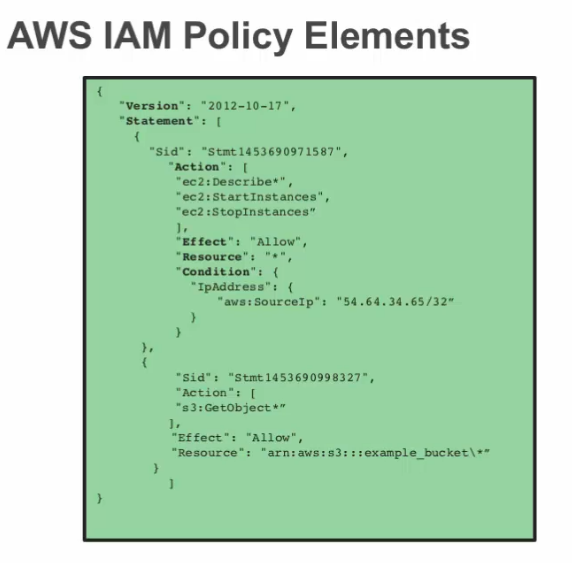 AWS IAM Policy Elements
{
"Version": "2012-10-17",
"Statement": [
{
"Sid": "Stmt1453690971587",
"Action": [
"ec2:Describe*",
"ec2:StartInstances",
"ec2:StopInstances”
],
"Effect": "Allow",
"Resource": "*",
"Condition": {
"IpAddress": {
"aws:SourceIp": "54.64.34.65/32”
}
}
},
{
"Sid": "Stmt1453690998327",
"Action": [
"s3:GetObject*”
],
"Effect": "Allow",
"Resource": "arn:aws:s3:::example_bucket\*”
}
]
}